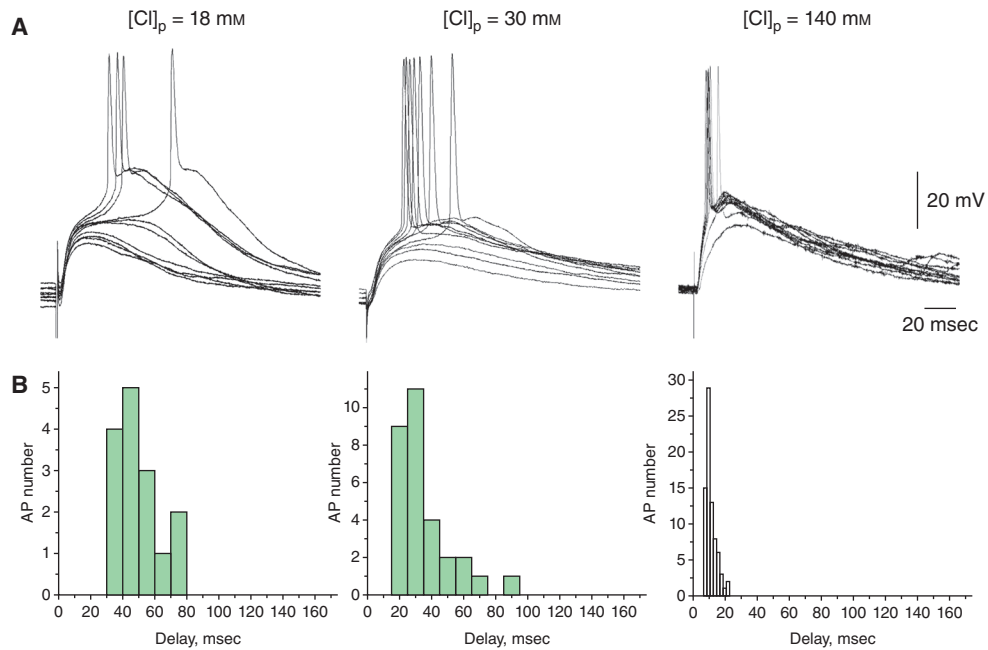 A
[Cl]p = 18 mM
[Cl]p = 30 mM
[Cl]p = 140 mM
20 mV
20 msec
B
AP number
5
4
3
2
1
0
0 20 40 60 80 100 120 140 160
Delay, msec
AP number
10
8
6
4
2
0
0 20 40 60 80 100 120 140 160
Delay, msec
AP number
30
25
20
15
10
5
0
0 20 40 60 80 100 120 140 160
Delay, msec